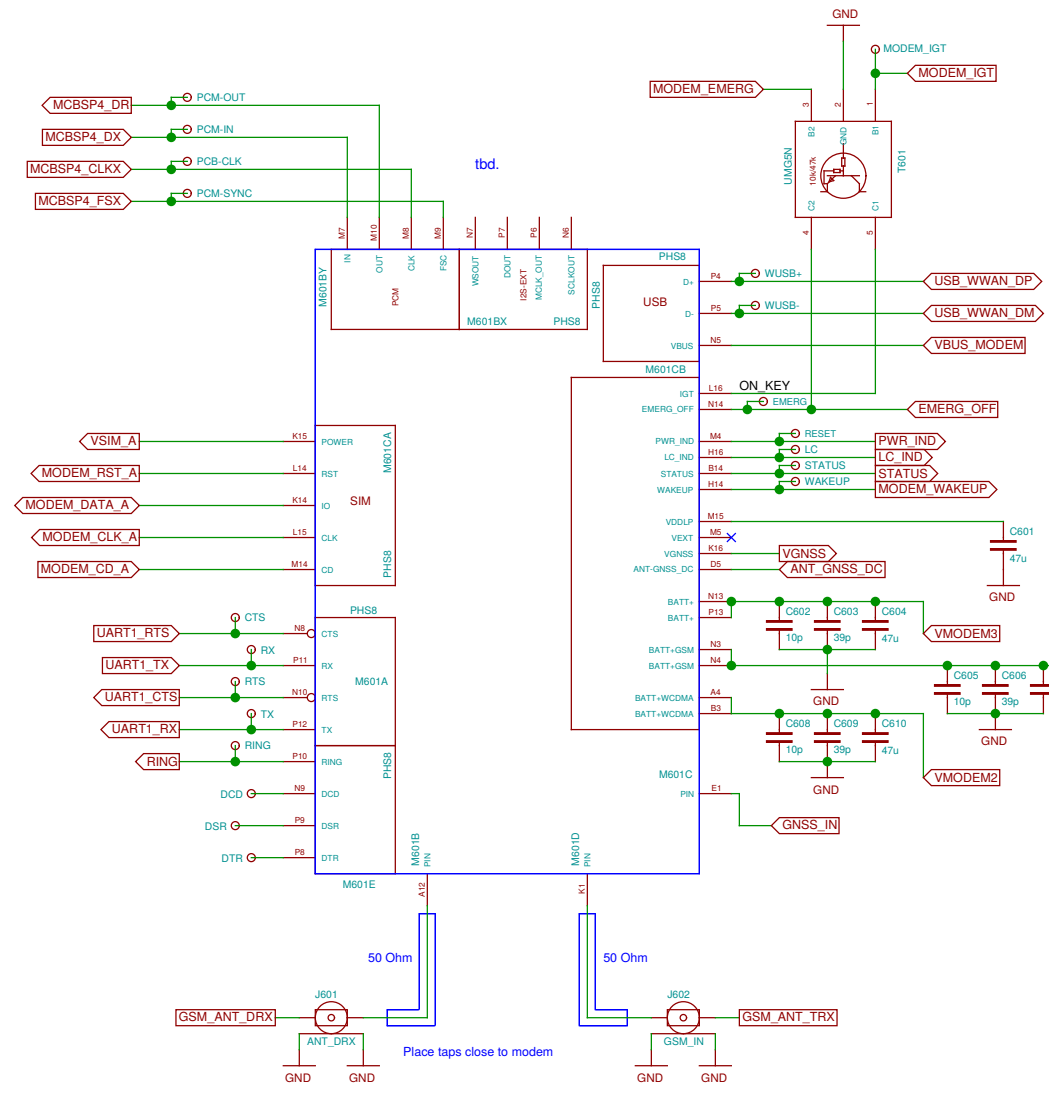 GND
MODEM_IGT
MODEM_EMERG
MODEM_IGT
3
2
1
B2
GND
B1
UMG5N
10k/47k
T601
C2
C1
4
5
MCBSP4_DR
PCM-OUT
MCBSP4_DX
PCM-IN
MCBSP4_CLKX
PCB-CLK
MCBSP4_FSX
PCM-SYNC
tbd.
M7
M10
M8
M9
N7
P7
P6
N6
M601BY
IN
OUT
CLK
FSC
PCM
WSOUT
DOUT
I2S-EXT
MCLK_OUT
SCLKOUT
M601BX
PHS8
PHS8
PHS8
USB
D+
P4
WUSB+
USB_WWAN_DP
D-
P5
WUSB-
USB_WWAN_DM
VBUS
N5
VBUS_MODEM
M601CB
IGT
L16
ON_KEY
EMERG_OFF
N14
EMERG
EMERG_OFF
PWR_IND
M4
RESET
PWR_IND
LC_IND
H16
LC
LC_IND
STATUS
B14
STATUS
STATUS
WAKEUP
H14
WAKEUP
MODEM_WAKEUP
VDDLP
M15
C601
47u
GND
VEXT
M5
VGNSS
K16
VGNSS
ANT-GNSS_DC
D5
ANT_GNSS_DC
BATT+
N13
BATT+
P13
C602
10p
C603
39p
C604
47u
VMODEM3
GND
BATT+GSM
N3
BATT+GSM
N4
C605
10p
C606
39p
GND
BATT+WCDMA
A4
BATT+WCDMA
B3
C608
10p
C609
39p
C610
47u
VMODEM2
GND
M601C
PIN
E1
GNSS_IN
VSIM_A
K15
POWER
M601CA
MODEM_RST_A
L14
RST
SIM
MODEM_DATA_A
K14
IO
MODEM_CLK_A
L15
CLK
MODEM_CD_A
M14
CD
PHS8
PHS8
UART1_RTS
CTS
N8
CTS
UART1_TX
RX
P11
RX
M601A
UART1_CTS
RTS
N10
RTS
UART1_RX
TX
P12
TX
RING
RING
P10
RING
PHS8
DCD
N9
DCD
DSR
P9
DSR
DTR
P8
DTR
M601E
M601B
PIN
A12
M601D
PIN
K1
50 Ohm
50 Ohm
J601
GSM_ANT_DRX
ANT_DRX
GND
GND
Place taps close to modem
J602
GSM_IN
GSM_ANT_TRX
GND
GND